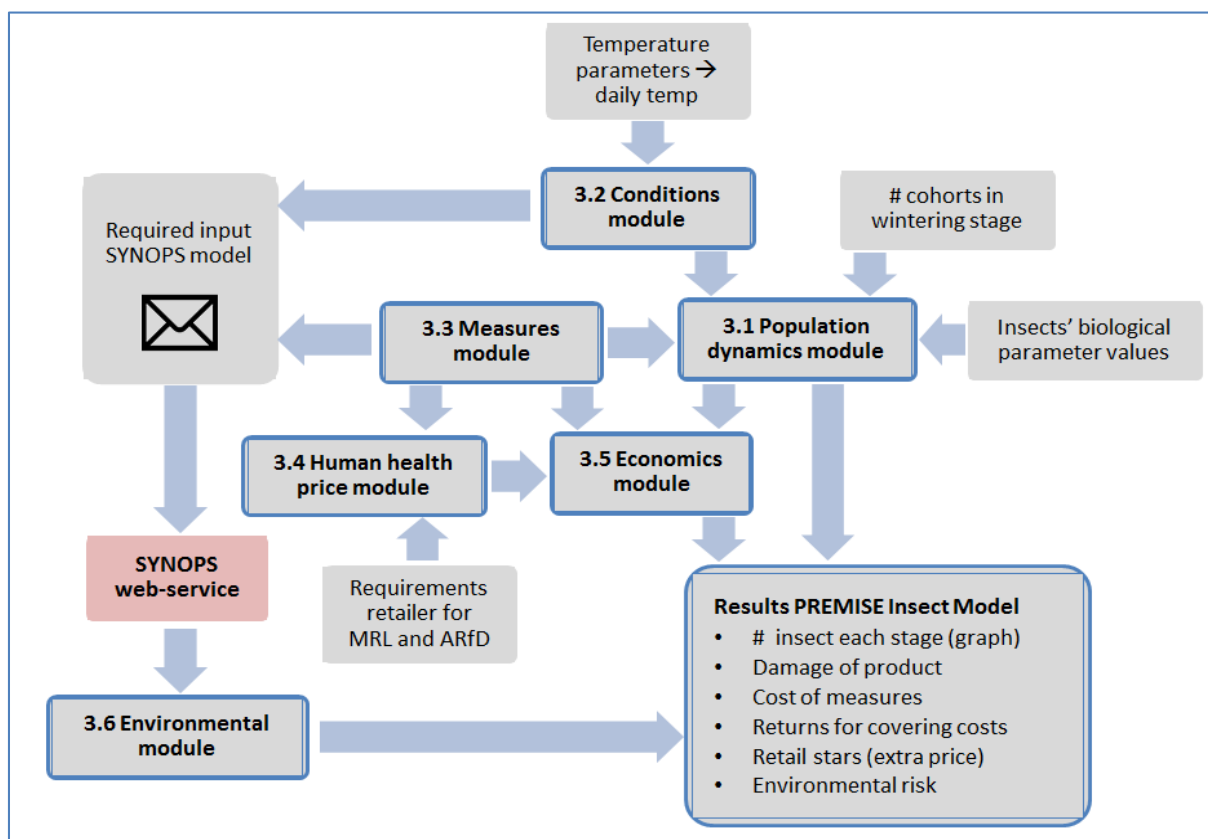 Temperature
parameters →
daily temp
3.2 Conditions
module
# cohorts in
wintering stage
Required input
SYNOPS model
3.3 Measures
module
3.1 Population
dynamics module
Insects’ biological
parameter values
3.4 Human health
price module
3.5 Economics
module
SYNOPS
web-service
Requirements
retailer for
MRL and ARfD
3.6 Environmental
module
Results PREMISE Insect Model
• # insect each stage (graph)
• Damage of product
• Cost of measures
• Returns for covering costs
• Retail stars (extra price)
• Environmental risk